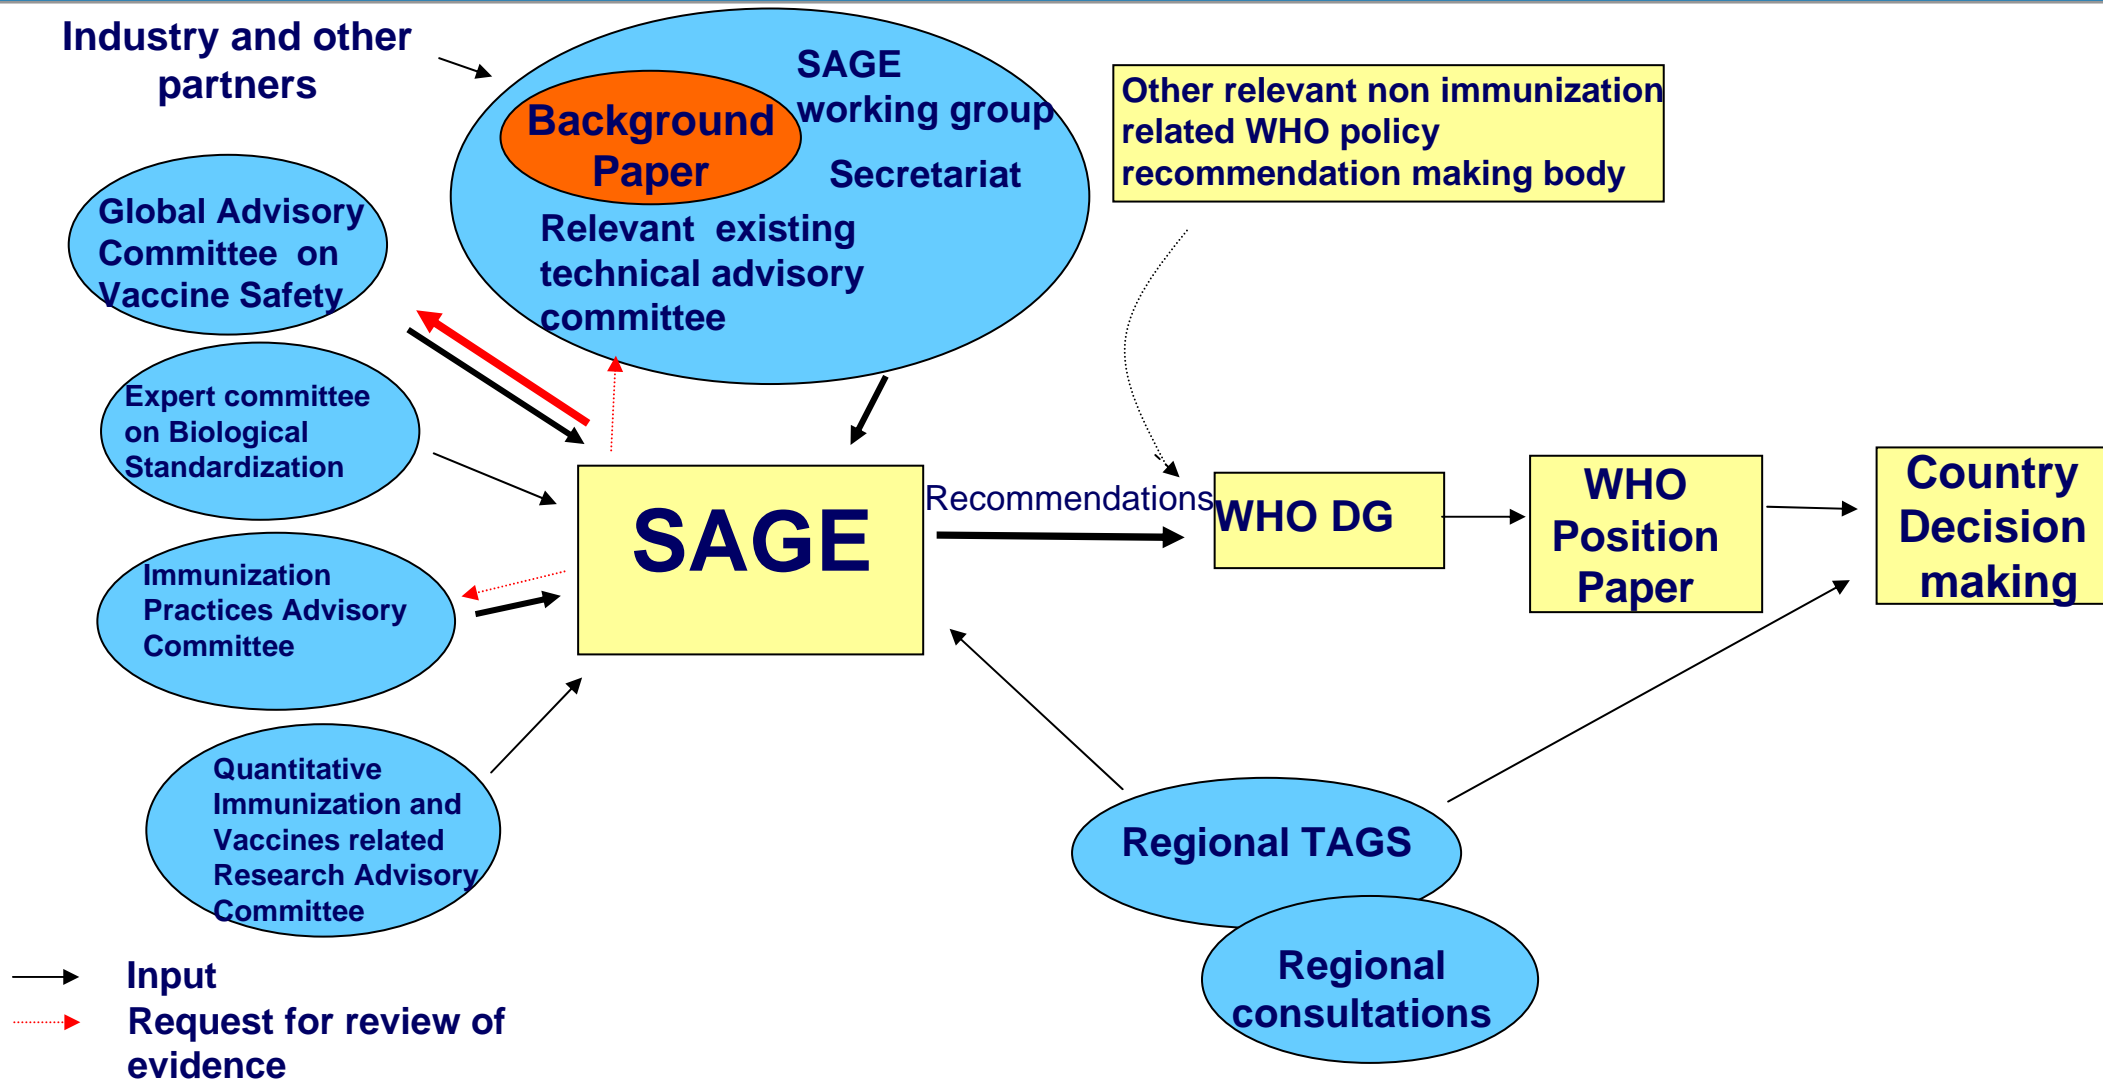 Industry and other
partners
SAGE
working group
Background
Paper
Secretariat
Relevant existing
technical advisory
committee
Other relevant non immunization
related WHO policy
recommendation making body
Global Advisory
Committee on
Vaccine Safety
Expert committee
on Biological
Standardization
Immunization
Practices Advisory
Committee
Quantitative
Immunization and
Vaccines related
Research Advisory
Committee
SAGE
Recommendations
WHO DG
WHO
Position
Paper
Country
Decision
making
Regional TAGS
Regional
consultations
Input
Request for review of
evidence